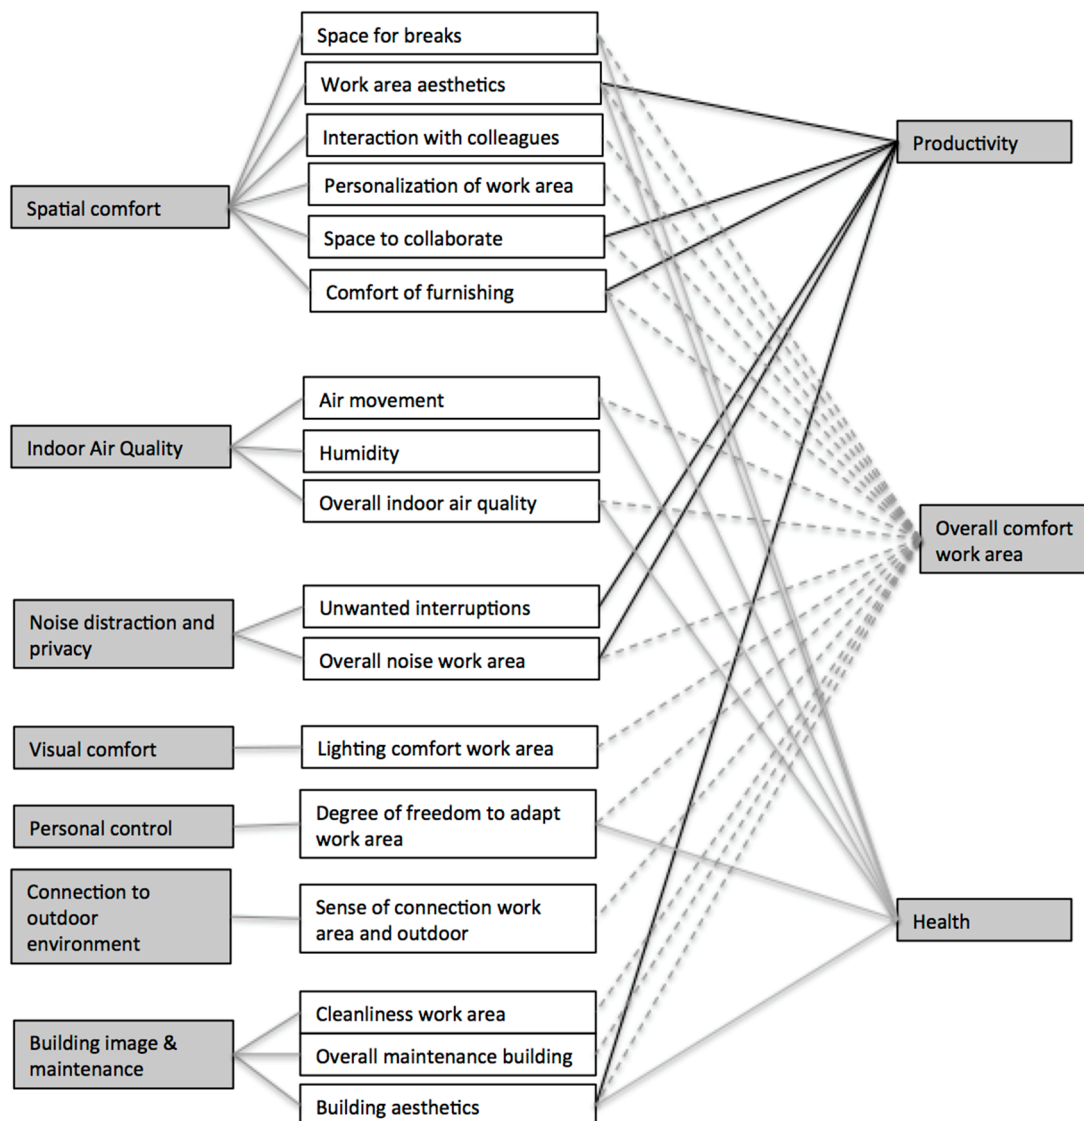 Spatial comfort
Space for breaks
Work area aesthetics
Interaction with colleagues
Personalization of work area
Space to collaborate
Comfort of furnishing
Indoor Air Quality
Air movement
Humidity
Overall indoor air quality
Noise distraction and
privacy
Unwanted interruptions
Overall noise work area
Visual comfort
Lighting comfort work area
Personal control
Degree of freedom to adapt
work area
Connection to
outdoor
environment
Sense of connection work
area and outdoor
Building image &
maintenance
Cleanliness work area
Overall maintenance building
Building aesthetics
Productivity
Overall comfort
work area
Health